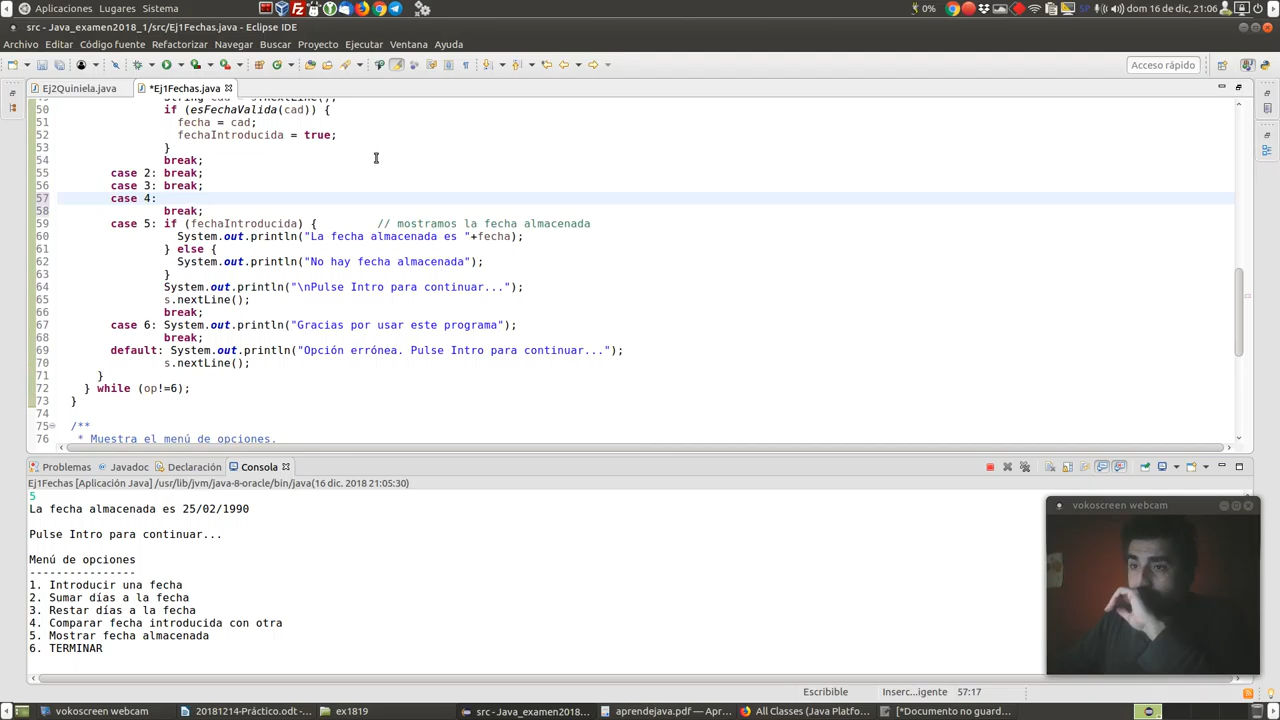 Aplicaciones Lugares Sistema
0% SP dom 16 de dic, 21:06
src - Java_examen2018_1/src/Ej1Fechas.java - Eclipse IDE
Archivo Editar Código fuente Refactorizar Navegar Buscar Proyecto Ejecutar Ventana Ayuda
Acceso rápido
Ej2Quiniela.java *Ej1Fechas.java
50 if (esFechaValida(cad)) {
51 fecha = cad;
52 fechaIntroducida = true;
53 }
54 break;
55 case 2: break;
56 case 3: break;
57 case 4:
58 break;
59 case 5: if (fechaIntroducida) { // mostramos la fecha almacenada
60 System.out.println("La fecha almacenada es "+fecha);
61 } else {
62 System.out.println("No hay fecha almacenada");
63 }
64 System.out.println("\nPulse Intro para continuar...");
65 s.nextLine();
66 break;
67 case 6: System.out.println("Gracias por usar este programa");
68 break;
69 default: System.out.println("Opción errónea. Pulse Intro para continuar...");
70 s.nextLine();
71 }
72 } while (op!=6);
73 }
74
75 /**
76 * Muestra el menú de opciones.
Problemas Javadoc Declaración Consola
Ej1Fechas [Aplicación Java] /usr/lib/jvm/java-8-oracle/bin/java(16 dic. 2018 21:05:30)
5
La fecha almacenada es 25/02/1990
Pulse Intro para continuar...
Menú de opciones
----------------
1. Introducir una fecha
2. Sumar días a la fecha
3. Restar días a la fecha
4. Comparar fecha introducida con otra
5. Mostrar fecha almacenada
6. TERMINAR
vokoscreen webcam
Escribible Inserc...igente 57:17
vokoscreen webcam 20181214-Práctico.odt -... ex1819 src - Java_examen2018... aprendejava.pdf — Apr... All Classes (Java Platfo... [*Documento no guard...